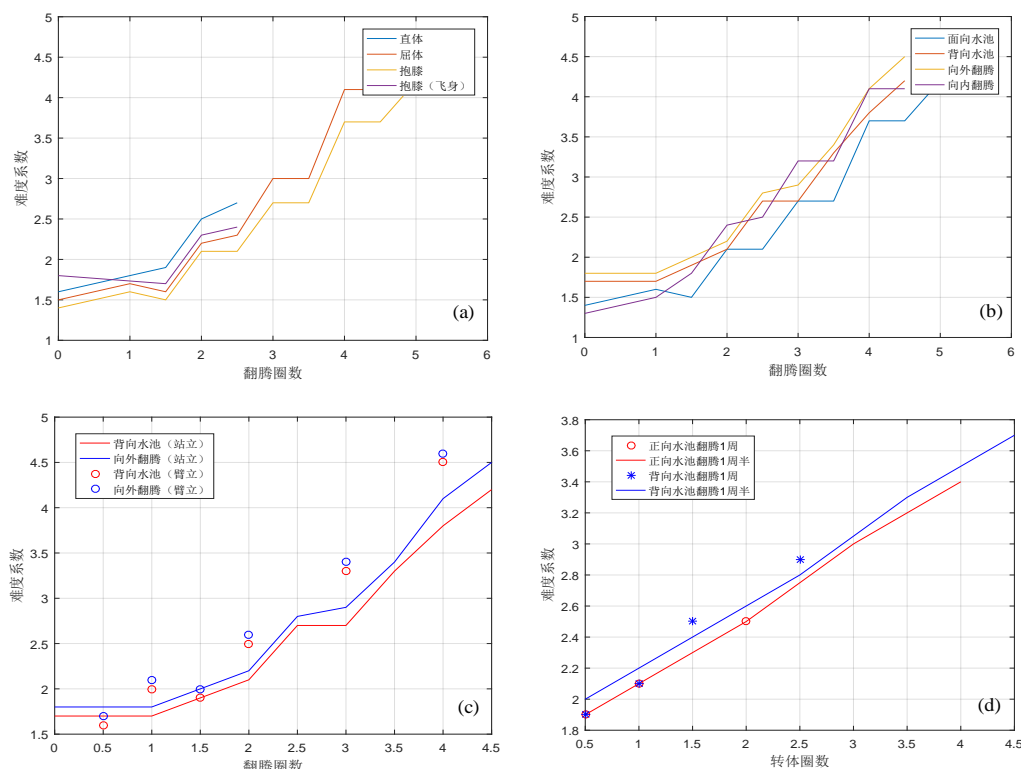 5
4.5
4
3.5
3
2.5
2
1.5
1
0 1 2 3 4 5 6
难度系数
翻腾圈数
直体
屈体
抱膝
抱膝（飞身）
(a)
5
4.5
4
3.5
3
2.5
2
1.5
1
0 1 2 3 4 5 6
难度系数
翻腾圈数
面向水池
背向水池
向外翻腾
向内翻腾
(b)
5
4.5
4
3.5
3
2.5
2
1.5
0 0.5 1 1.5 2 2.5 3 3.5 4 4.5
难度系数
翻腾圈数
背向水池（站立）
向外翻腾（站立）
背向水池（臂立）
向外翻腾（臂立）
(c)
3.8
3.6
3.4
3.2
3
2.8
2.6
2.4
2.2
2
1.8
0.5 1 1.5 2 2.5 3 3.5 4 4.5
难度系数
转体圈数
正向水池翻腾1周
正向水池翻腾1周半
背向水池翻腾1周
背向水池翻腾1周半
(d)